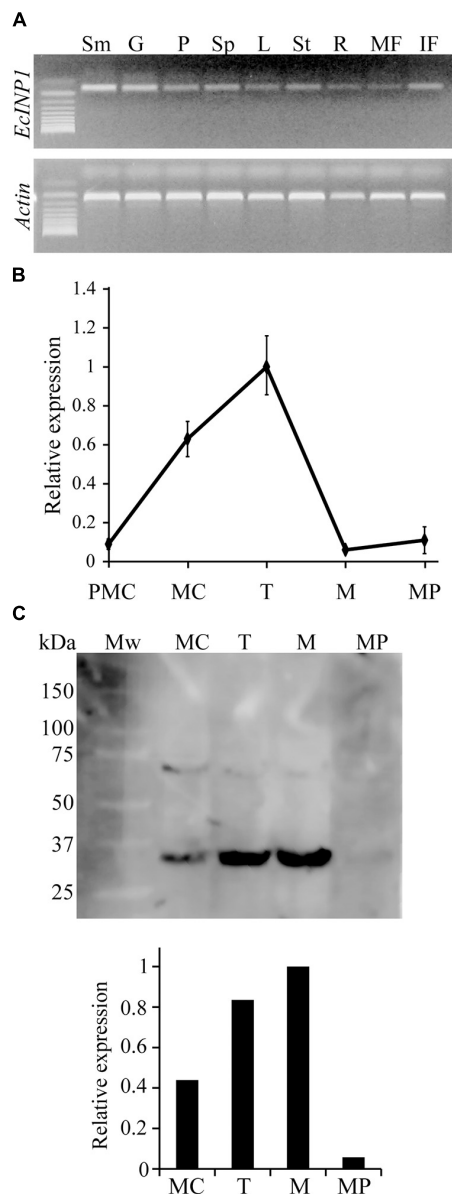 A
Sm G P Sp L St R MF IF
EcINP1
Actin
B
Relative expression
1.4
1.2
1
0.8
0.6
0.4
0.2
0
PMC MC T M MP
C
kDa Mw MC T M MP
150
100
75
50
37
25
Relative expression
1
0.8
0.6
0.4
0.2
0
MC T M MP